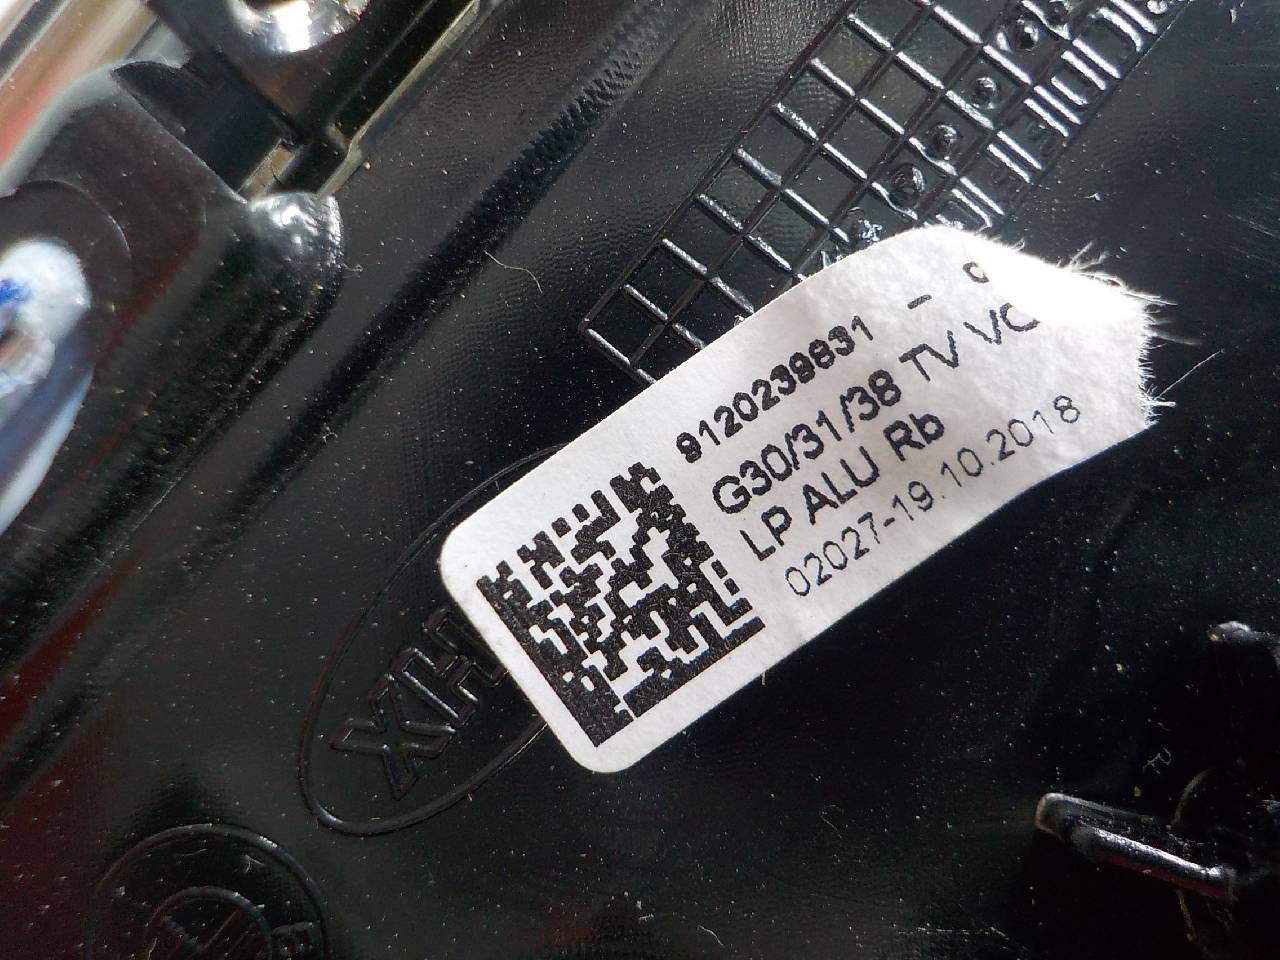 9120239831 -
G30/31/38 TV VO
LP ALU Rb
02027-19.10.2018